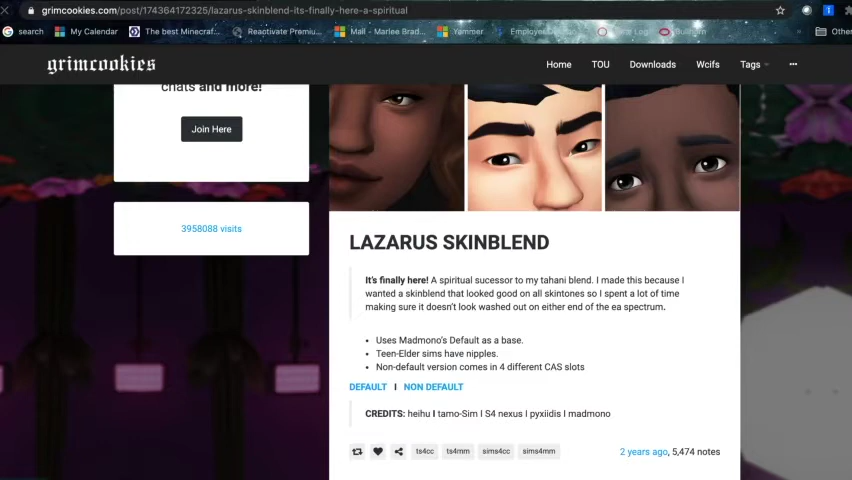 grimcookies.com/post/174364172325/lazarus-skinblend-its-finally-here-a-spiritual
search My Calendar The best Minecraf... Reactivate Premiu... Mail - Marlee Brad... Yammer Othe
grimcookies
Home TOU Downloads Wcifs Tags
chats and more!
Join Here
3958088 visits
LAZARUS SKINBLEND
It's finally here! A spiritual sucessor to my tahani blend. I made this because I
wanted a skinblend that looked good on all skintones so I spent a lot of time
making sure it doesn't look washed out on either end of the ea spectrum.
• Uses Madmono's Default as a base.
• Teen-Elder sims have nipples.
• Non-default version comes in 4 different CAS slots
DEFAULT I NON DEFAULT
CREDITS: heihu I tamo-Sim I S4 nexus I pyxiidis I madmono
ts4cc ts4mm sims4cc sims4mm 2 years ago, 5,474 notes